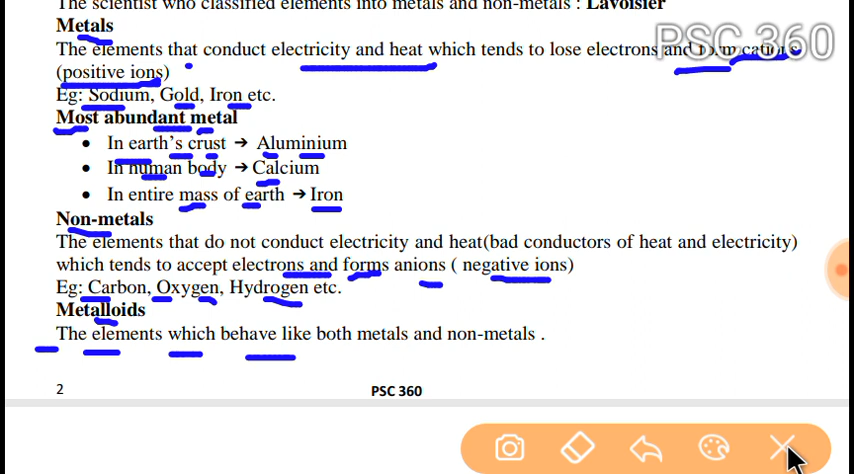 The scientist who classified elements into metals and non-metals : Lavoisier
Metals
PSC 360
The elements that conduct electricity and heat which tends to lose electrons and form cations
(positive ions)
Eg: Sodium, Gold, Iron etc.
Most abundant metal
• In earth's crust ➔ Aluminium
• In human body ➔ Calcium
• In entire mass of earth ➔ Iron
Non-metals
The elements that do not conduct electricity and heat(bad conductors of heat and electricity)
which tends to accept electrons and forms anions ( negative ions)
Eg: Carbon, Oxygen, Hydrogen etc.
Metalloids
The elements which behave like both metals and non-metals .
2 PSC 360